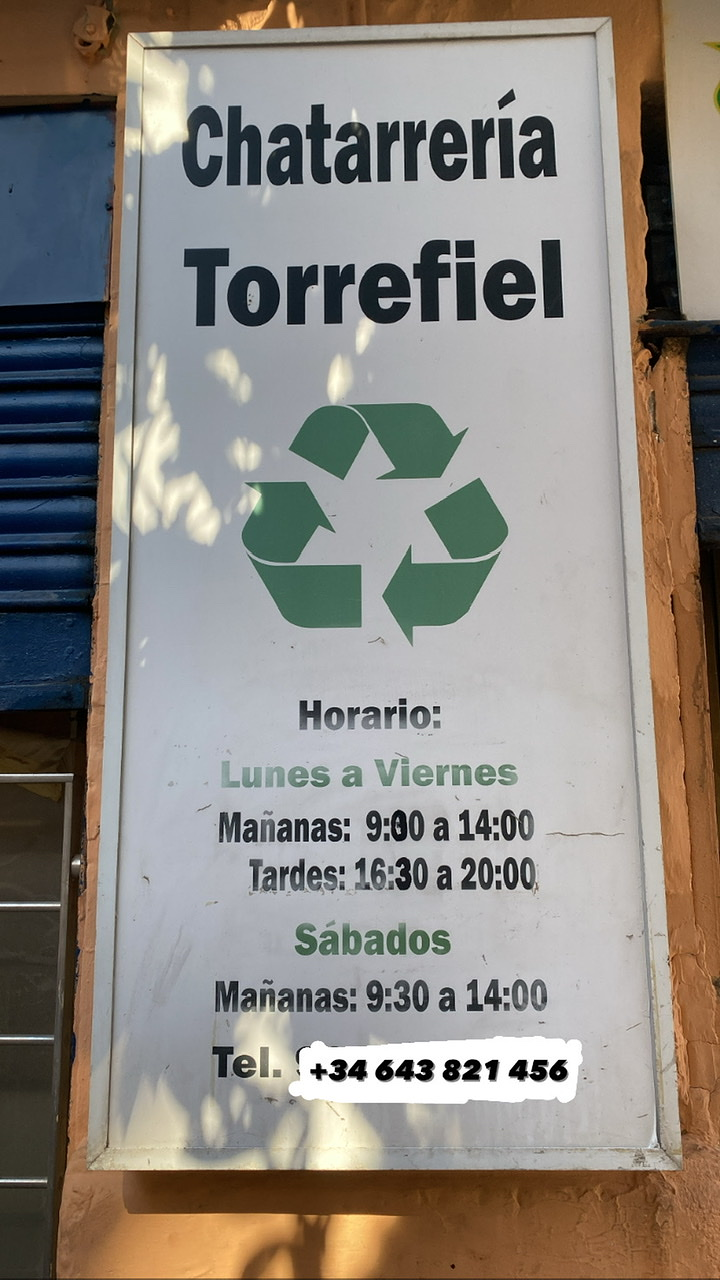 Chatarrería
Torrefiel
Horario:
Lunes a Viernes
Mañanas: 9:00 a 14:00
Tardes: 16:30 a 20:00
Sábados
Mañanas: 9:30 a 14:00
Tel. +34 643 821 456